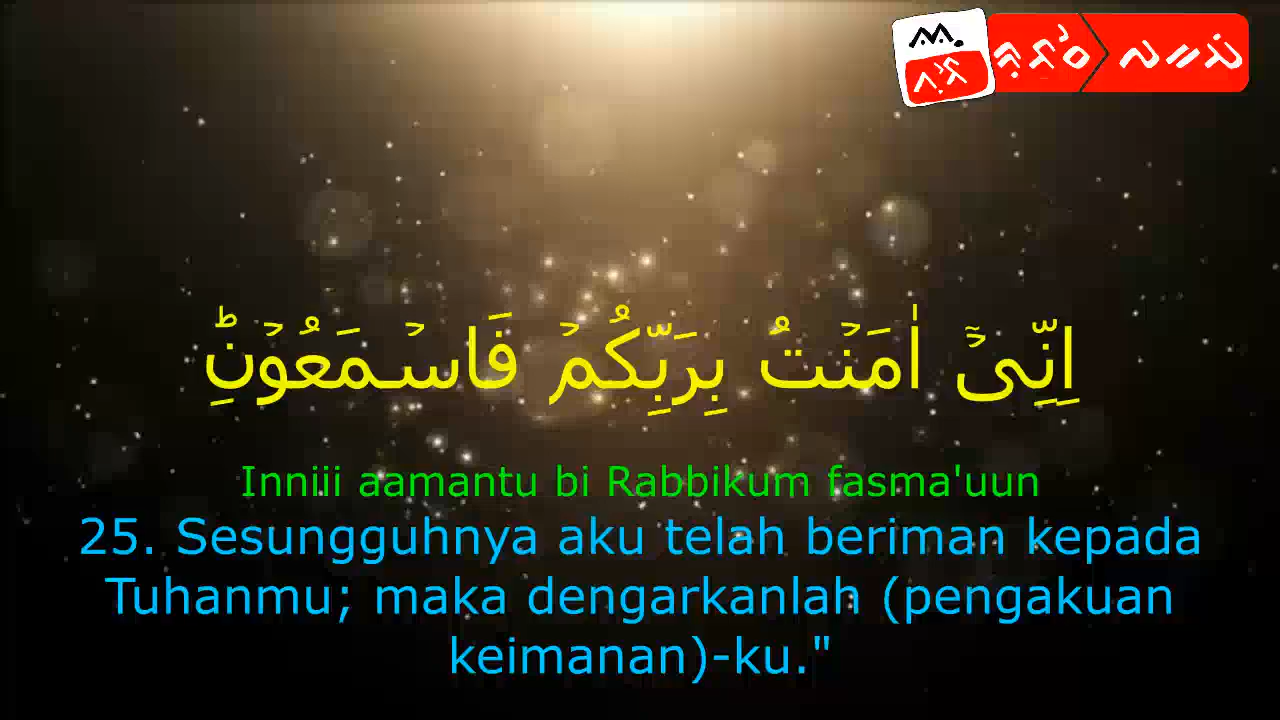 اِنِّىۡۤ اٰمَنۡتُ بِرَبِّكُمۡ فَاسۡمَعُوۡنِؕ
Inniii aamantu bi Rabbikum fasma'uun
25. Sesungguhnya aku telah beriman kepada
Tuhanmu; maka dengarkanlah (pengakuan
keimanan)-ku."